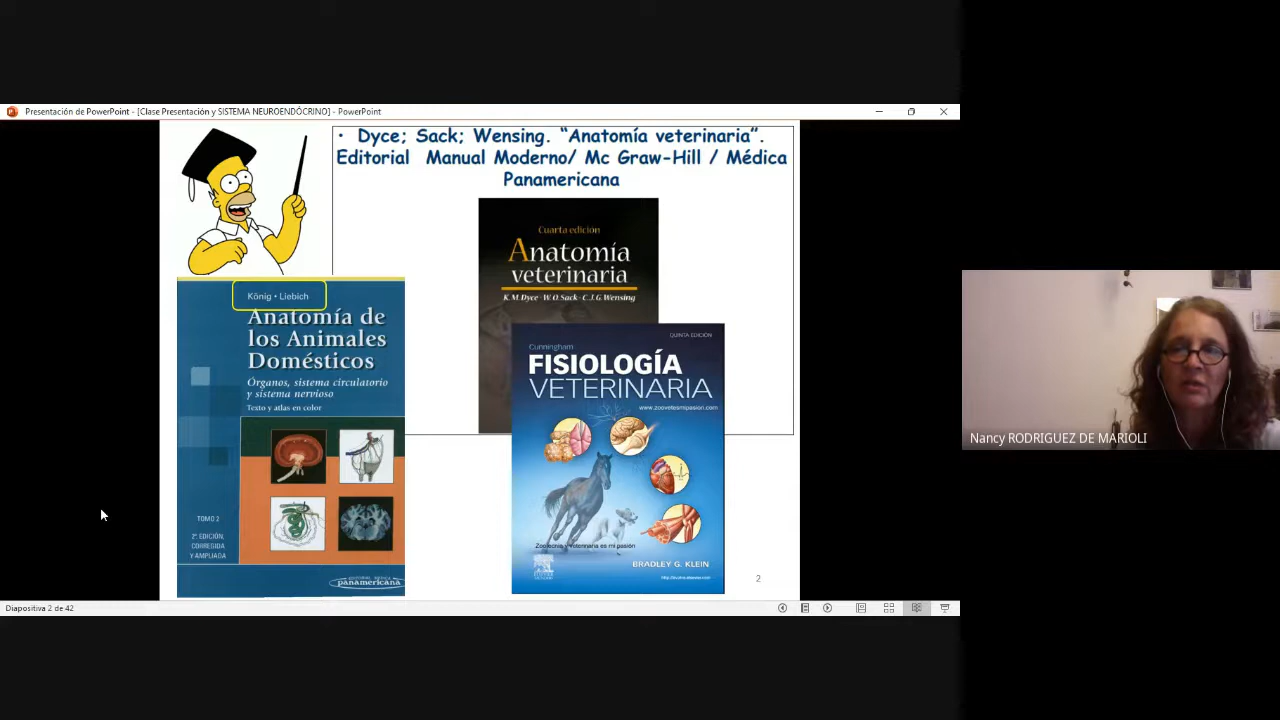 Presentación de PowerPoint - [Clase Presentación y SISTEMA NEUROENDÓCRINO] - PowerPoint
• Dyce; Sack; Wensing. “Anatomía veterinaria”.
Editorial Manual Moderno/ Mc Graw-Hill / Médica
Panamericana
Cuarta edición
Anatomía
veterinaria
K.M. Dyce · W.O. Sack · C.J.G. Wensing
König • Liebich
Anatomía de
los Animales
Domésticos
Órganos, sistema circulatorio
y sistema nervioso
Texto y atlas en color
TOMO 2
2ª EDICIÓN,
CORREGIDA
Y AMPLIADA
EDITORIAL MEDICA
panamericana
QUINTA EDICIÓN
Cunningham
FISIOLOGÍA
VETERINARIA
www.zoovetesmipasion.com
Zootecnia y Veterinaria es mi pasión
BRADLEY G. KLEIN
2
Nancy RODRIGUEZ DE MARIOLI
Diapositiva 2 de 42